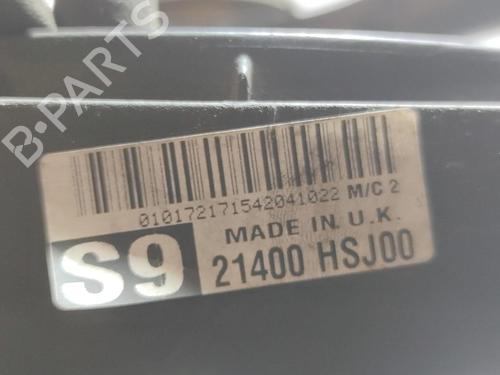 B-PARTS
010172171542041022 M/C 2
MADE IN U.K.
S9
21400 HSJ00